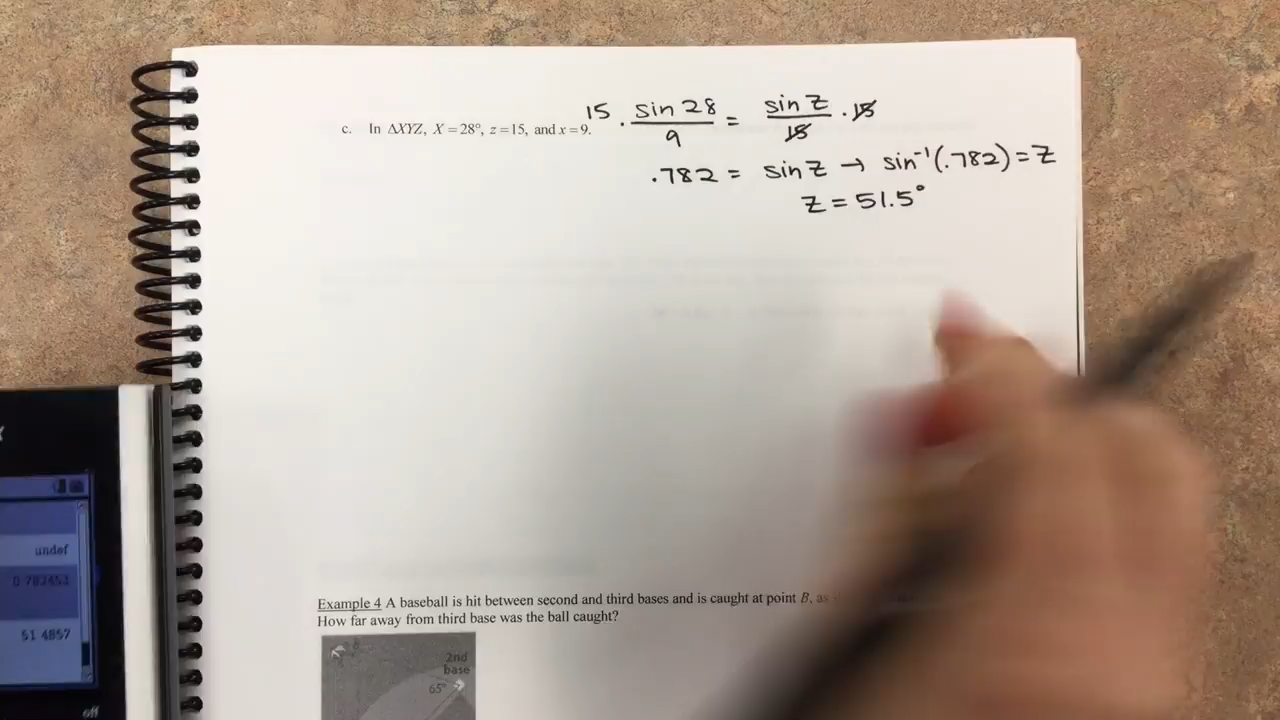 15 · sin 28 / 9 = sin Z / 15 · 15
c. In ΔXYZ, X = 28°, z = 15, and x = 9.
.782 = sin Z → sin⁻¹(.782) = Z
Z = 51.5°
undef
0.782453
51.4857
off
Example 4 A baseball is hit between second and third bases and is caught at point B, as
How far away from third base was the ball caught?
B
2nd
base
65°